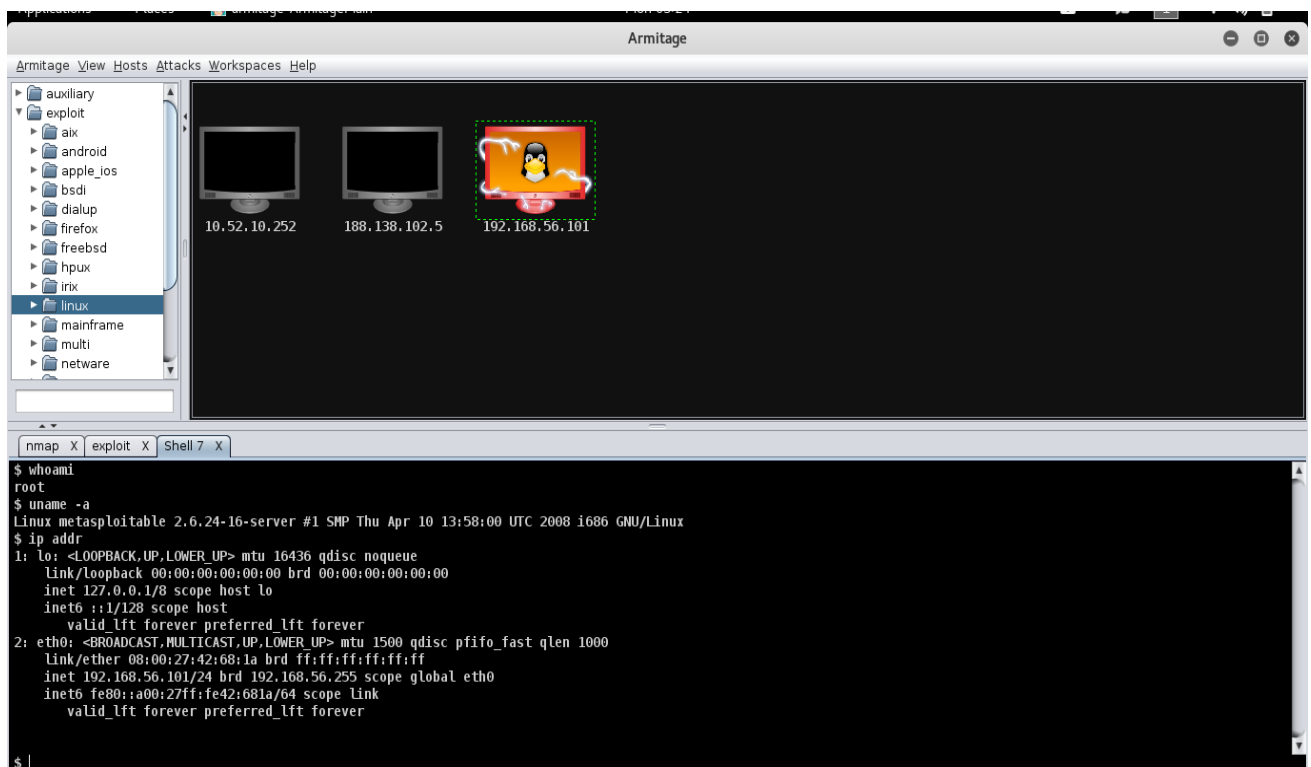 Armitage
Armitage View Hosts Attacks Workspaces Help
auxiliary
exploit
aix
android
apple_ios
bsdi
dialup
firefox
freebsd
hpux
irix
linux
mainframe
multi
netware
10.52.10.252
188.138.102.5
192.168.56.101
nmap X exploit X Shell 7 X
$ whoami
root
$ uname -a
Linux metasploitable 2.6.24-16-server #1 SMP Thu Apr 10 13:58:00 UTC 2008 i686 GNU/Linux
$ ip addr
1: lo: <LOOPBACK,UP,LOWER_UP> mtu 16436 qdisc noqueue
link/loopback 00:00:00:00:00:00 brd 00:00:00:00:00:00
inet 127.0.0.1/8 scope host lo
inet6 ::1/128 scope host
valid_lft forever preferred_lft forever
2: eth0: <BROADCAST,MULTICAST,UP,LOWER_UP> mtu 1500 qdisc pfifo_fast qlen 1000
link/ether 08:00:27:42:68:1a brd ff:ff:ff:ff:ff:ff
inet 192.168.56.101/24 brd 192.168.56.255 scope global eth0
inet6 fe80::a00:27ff:fe42:681a/64 scope link
valid_lft forever preferred_lft forever
$